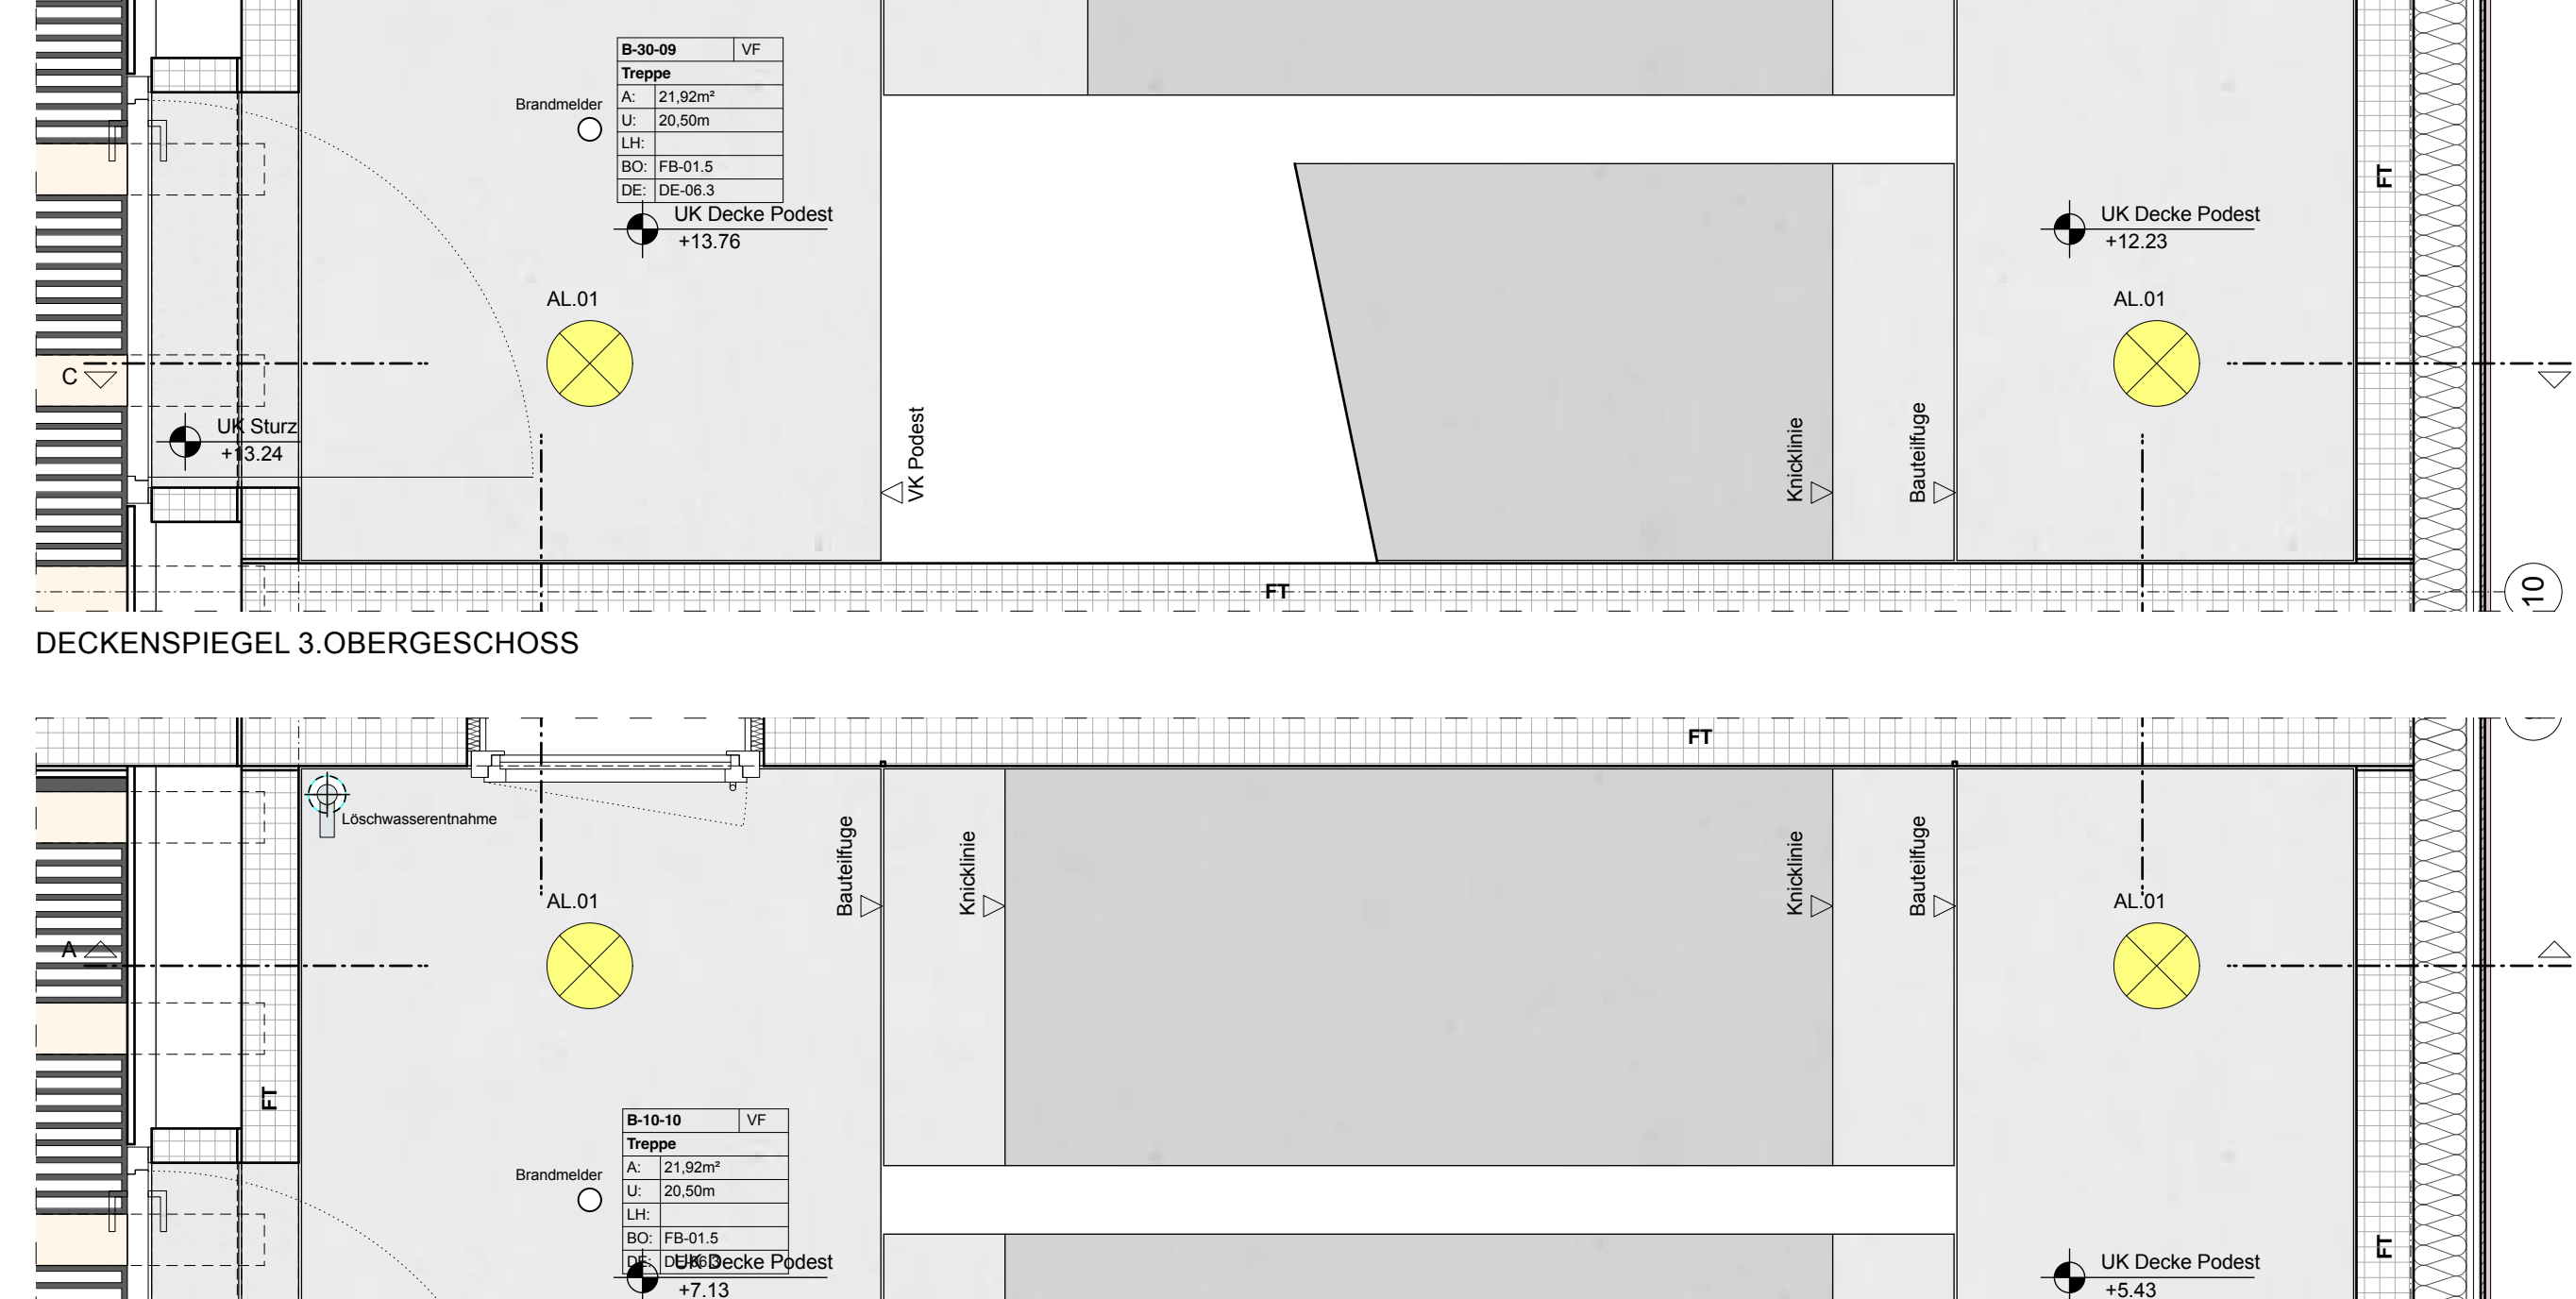 B-30-09 VF
Treppe
A: 21,92m²
U: 20,50m
LH:
BO: FB-01.5
DE: DE-06.3
Brandmelder
UK Decke Podest
+13.76
UK Decke Podest
+12.23
FT
AL.01
AL.01
C
UK Sturz
+13.24
VK Podest
Knicklinie
Bauteilfuge
FT
10
DECKENSPIEGEL 3.OBERGESCHOSS
FT
Löschwasserentnahme
Bauteilfuge
Knicklinie
Knicklinie
Bauteilfuge
AL.01
AL.01
A
FT
B-10-10 VF
Treppe
A: 21,92m²
U: 20,50m
LH:
BO: FB-01.5
DE: DE-06.3
Brandmelder
UK Decke Podest
+7.13
UK Decke Podest
+5.43
FT